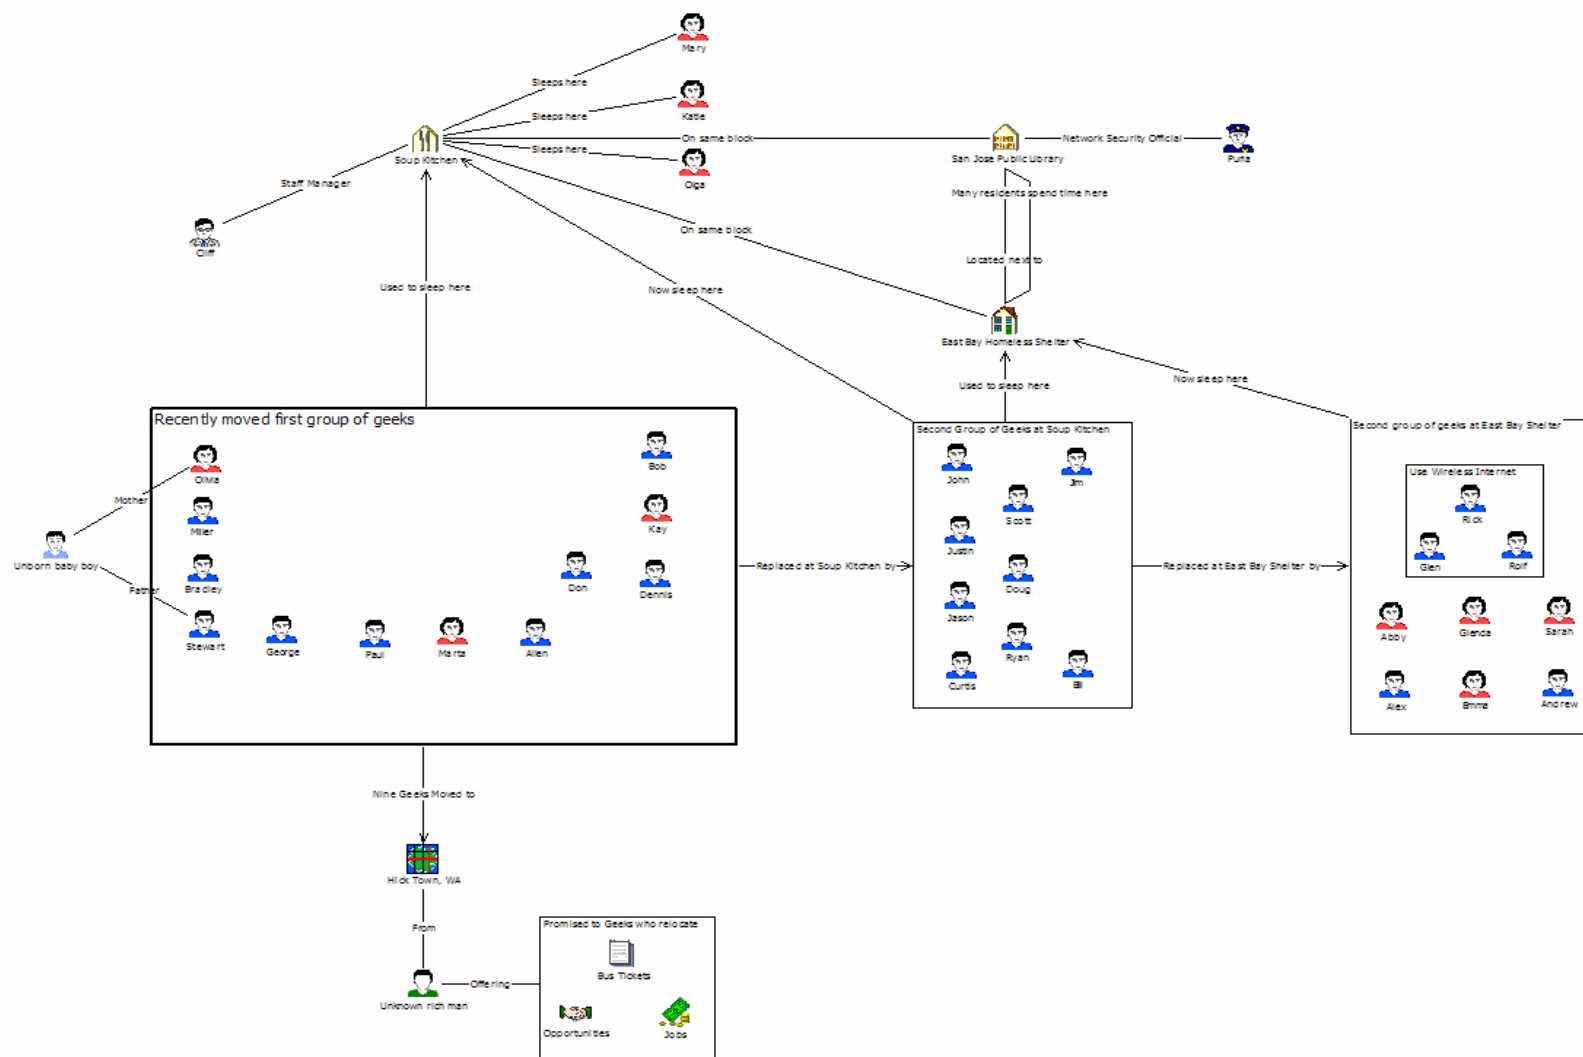 Mary
Sleeps here
Katie
Sleeps here
On same block
Network Security Official
Soup Kitchen
Sleeps here
San Jose Public Library
Puria
Olga
Staff Manager
Many residents spend time here
On same block
Cliff
Located next to
Used to sleep here
Now sleep here
East Bay Homeless Shelter
Used to sleep here
Now sleep here
Recently moved first group of geeks
Olivia
Miller
Bradley
Stewart
George
Paul
Marta
Allen
Don
Bob
Kay
Dennis
Mother
Unborn baby boy
Father
Replaced at Soup Kitchen by
Second Group of Geeks at Soup Kitchen
John
Jim
Scott
Justin
Doug
Jason
Ryan
Curtis
Bill
Replaced at East Bay Shelter by
Second group of geeks at East Bay Shelter
Use Wireless Internet
Rick
Glen
Rolf
Abby
Glenda
Sarah
Alex
Emma
Andrew
Nine Geeks Moved to
Hick Town, WA
From
Unknown rich man
Offering
Promised to Geeks who relocate
Bus Tickets
Opportunities
Jobs